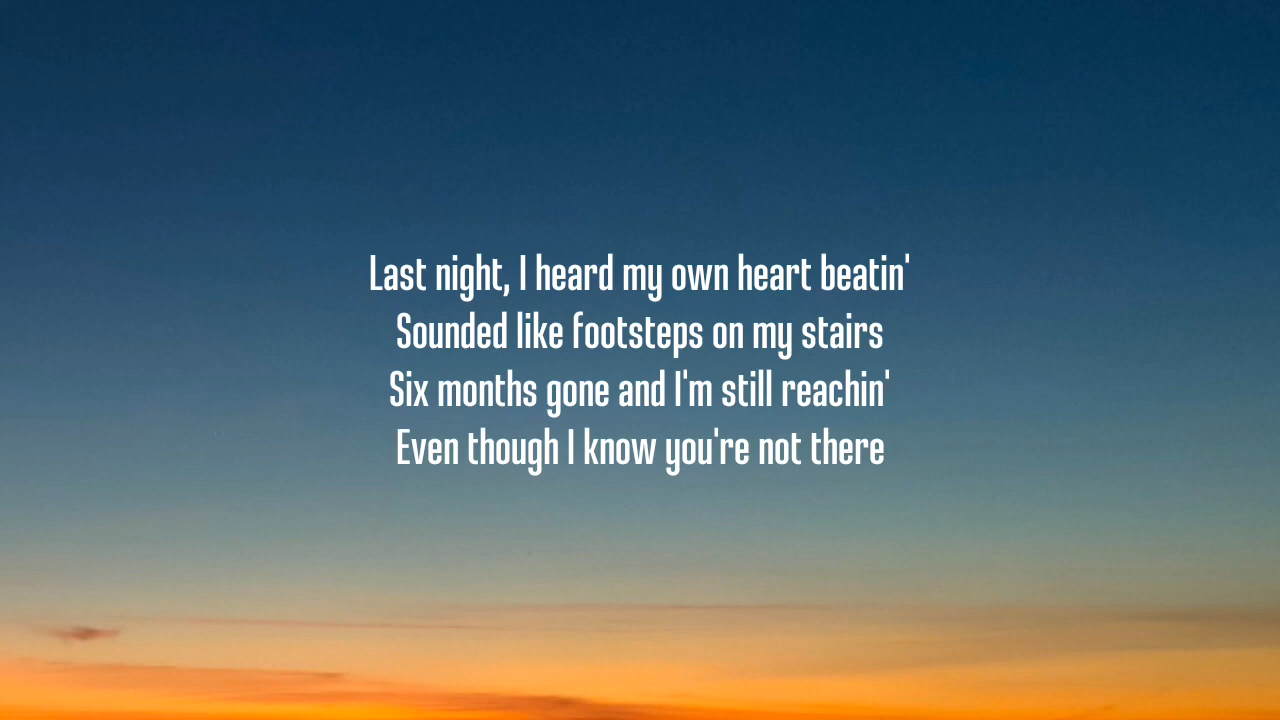 Last night, I heard my own heart beatin'
Sounded like footsteps on my stairs
Six months gone and I'm still reachin'
Even though I know you're not there